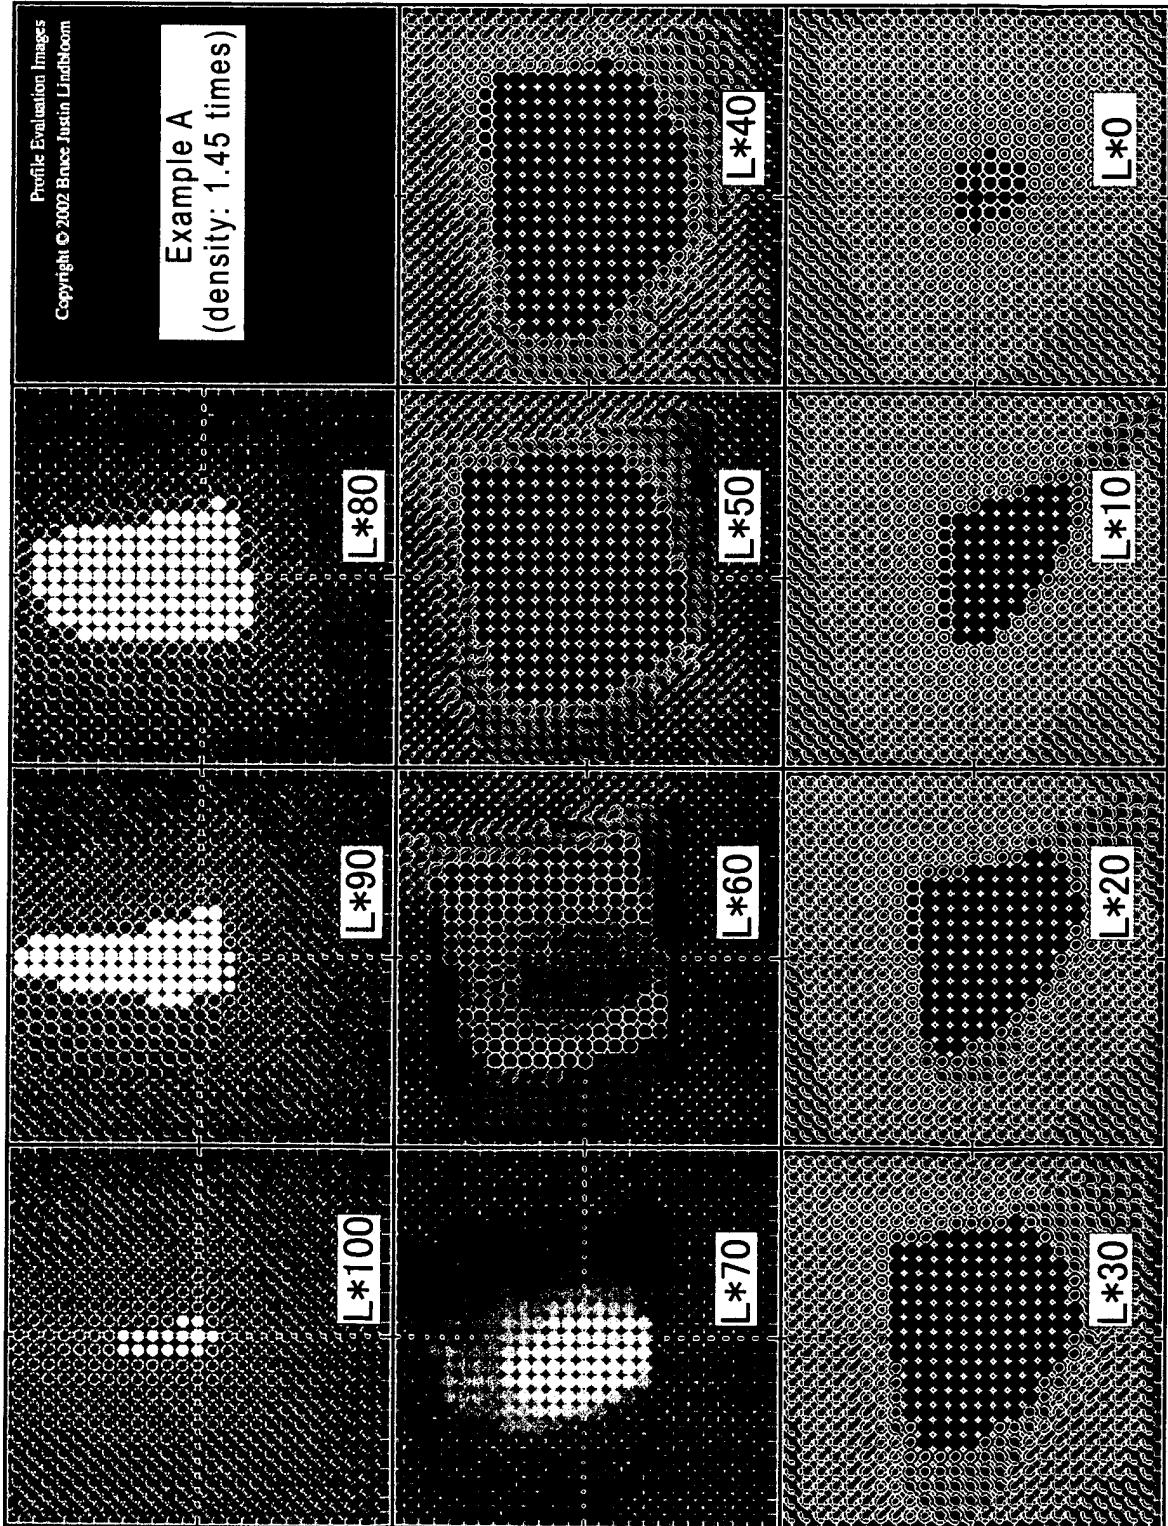 Profile Evaluation Images
Copyright © 2002 Bruce Justin Lindbloom
Example A
(density: 1.45 times)
L*100
L*90
L*80
L*70
L*60
L*50
L*40
L*30
L*20
L*10
L*0